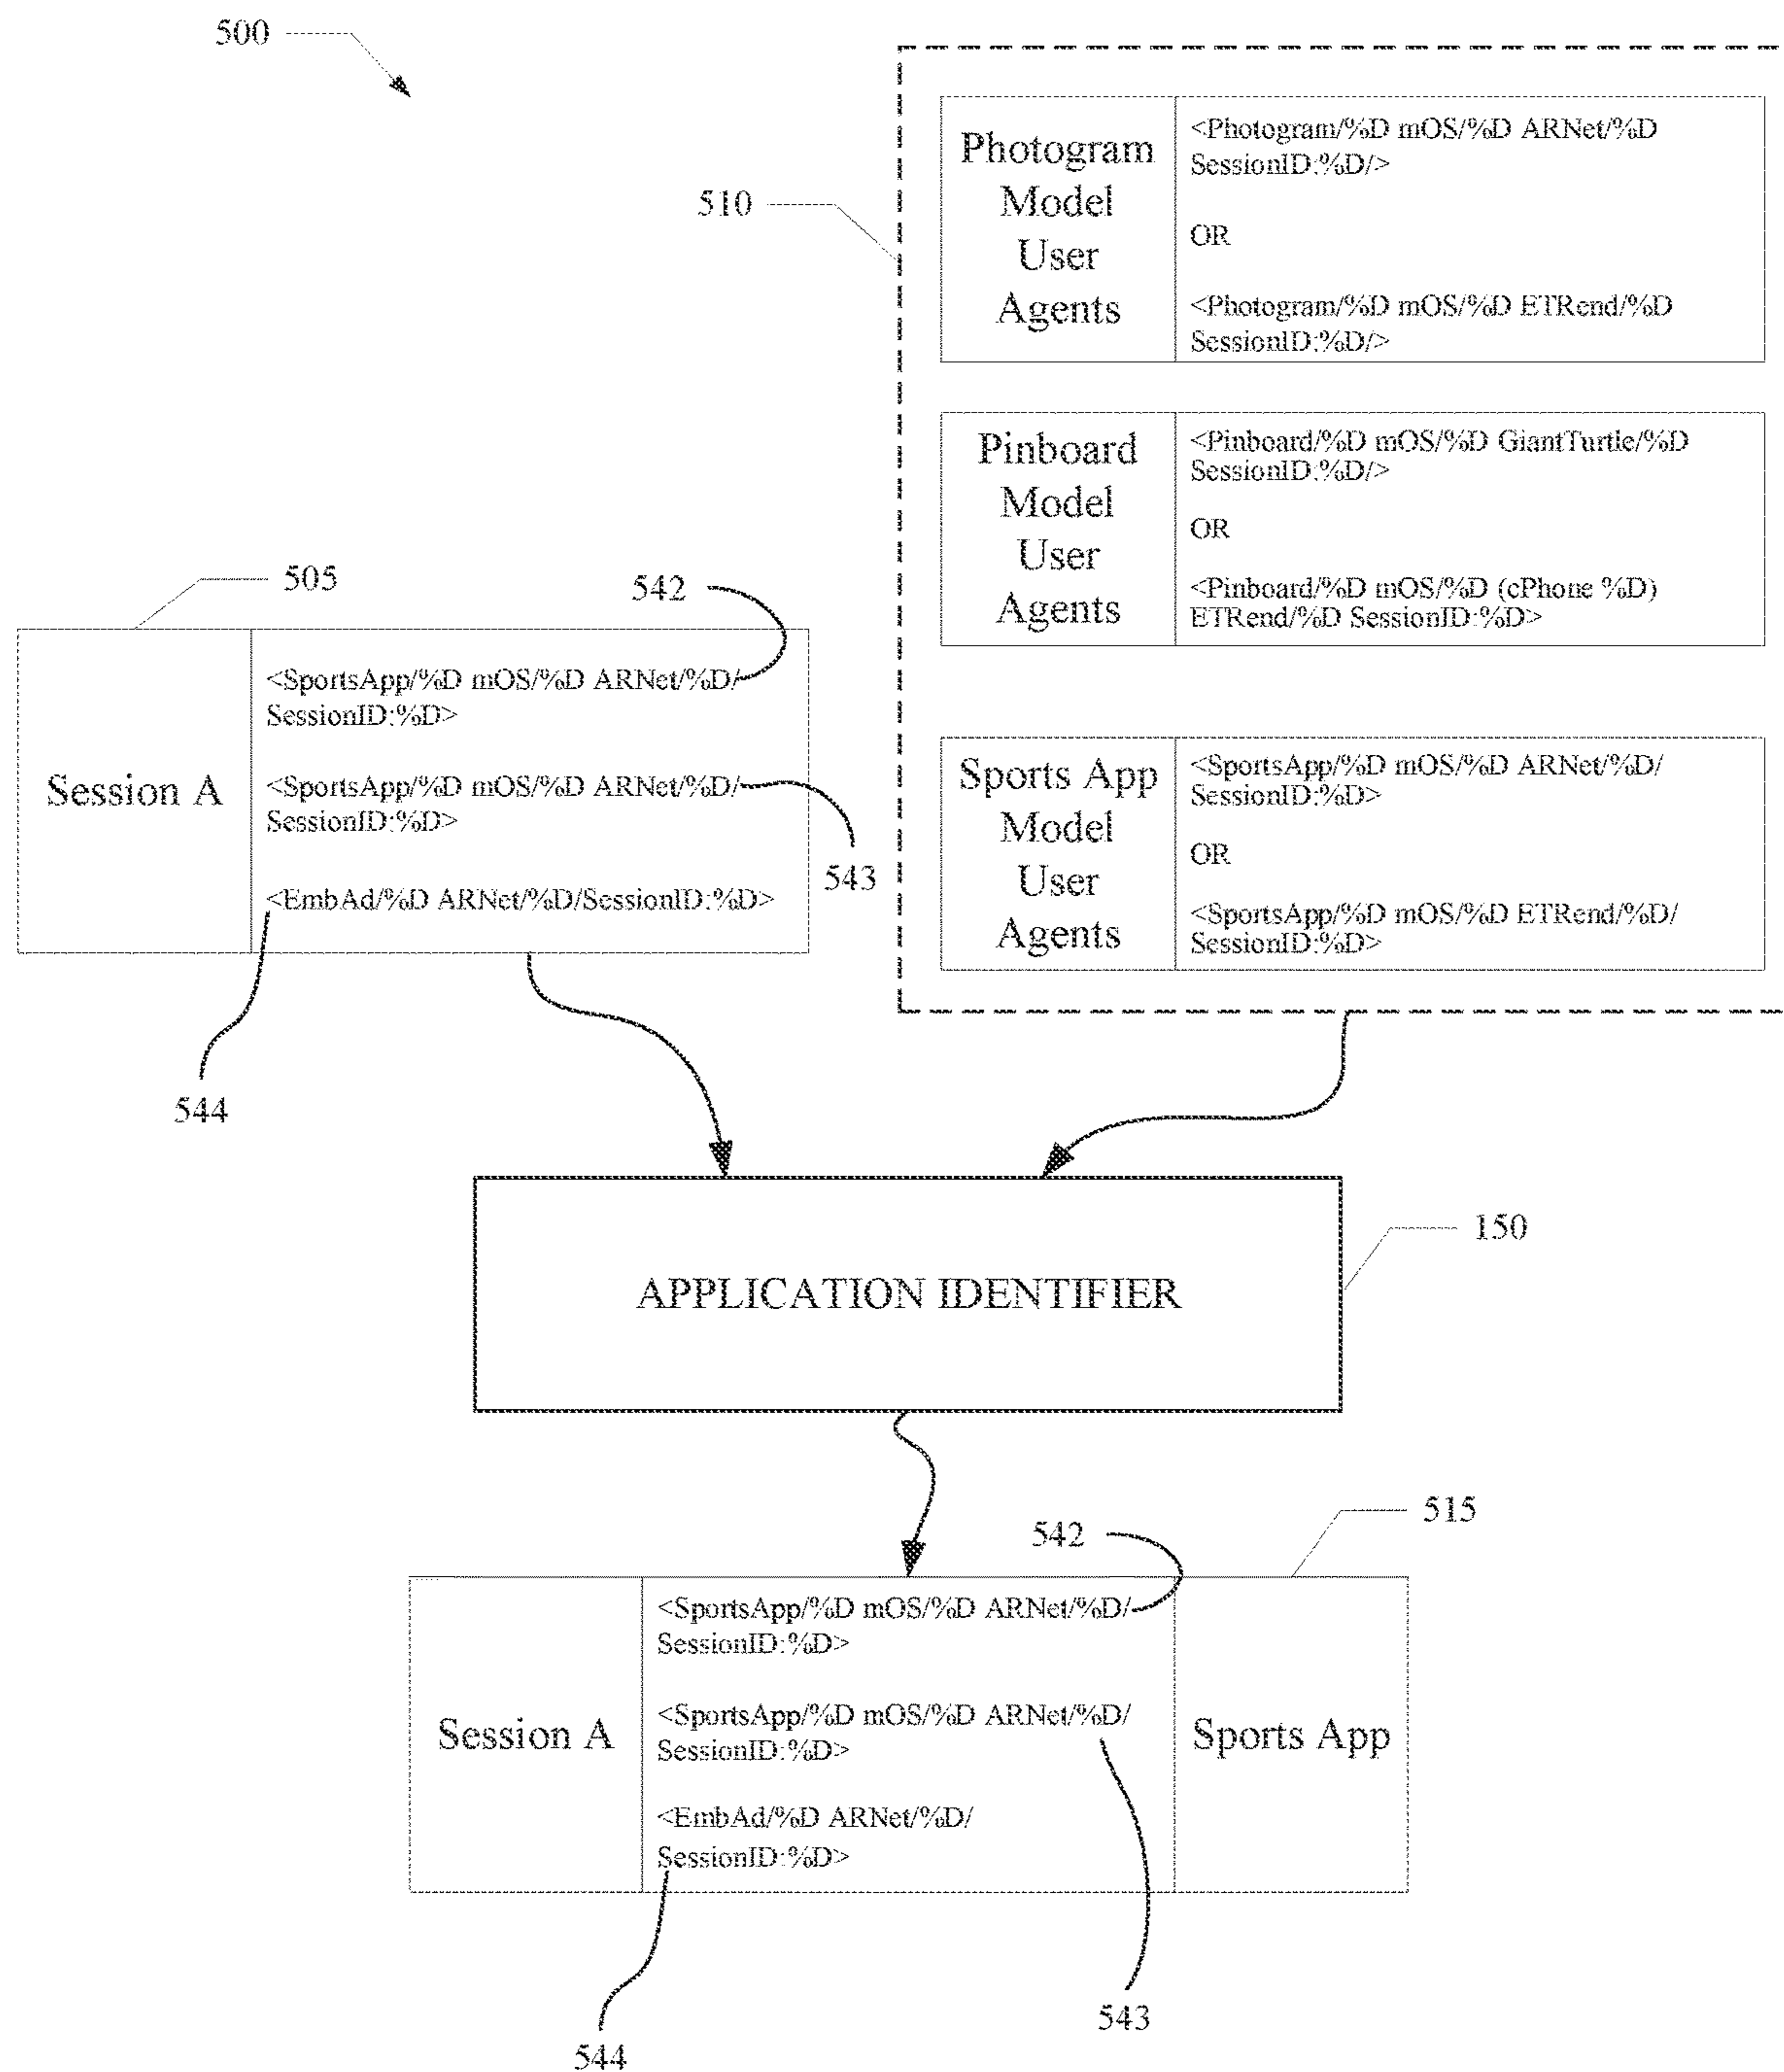 500
510
Photogram
Model
User
Agents
<Photogram/%D mOS/%D ARNet/%D
SessionID:%D/>
OR
<Photogram/%D mOS/%D ETRend/%D
SessionID:%D/>
Pinboard
Model
User
Agents
<Pinboard/%D mOS/%D GiantTurtle/%D
SessionID:%D/>
OR
<Pinboard/%D mOS/%D (cPhone %D)
ETRend/%D SessionID:%D>
Sports App
Model
User
Agents
<SportsApp/%D mOS/%D ARNet/%D/
SessionID:%D>
OR
<SportsApp/%D mOS/%D ETRend/%D/
SessionID:%D>
505
542
Session A
<SportsApp/%D mOS/%D ARNet/%D/
SessionID:%D>
<SportsApp/%D mOS/%D ARNet/%D/
SessionID:%D>
<EmbAd/%D ARNet/%D/SessionID:%D>
543
544
150
APPLICATION IDENTIFIER
515
542
Session A
<SportsApp/%D mOS/%D ARNet/%D/
SessionID:%D>
<SportsApp/%D mOS/%D ARNet/%D/
SessionID:%D>
<EmbAd/%D ARNet/%D/
SessionID:%D>
Sports App
543
544